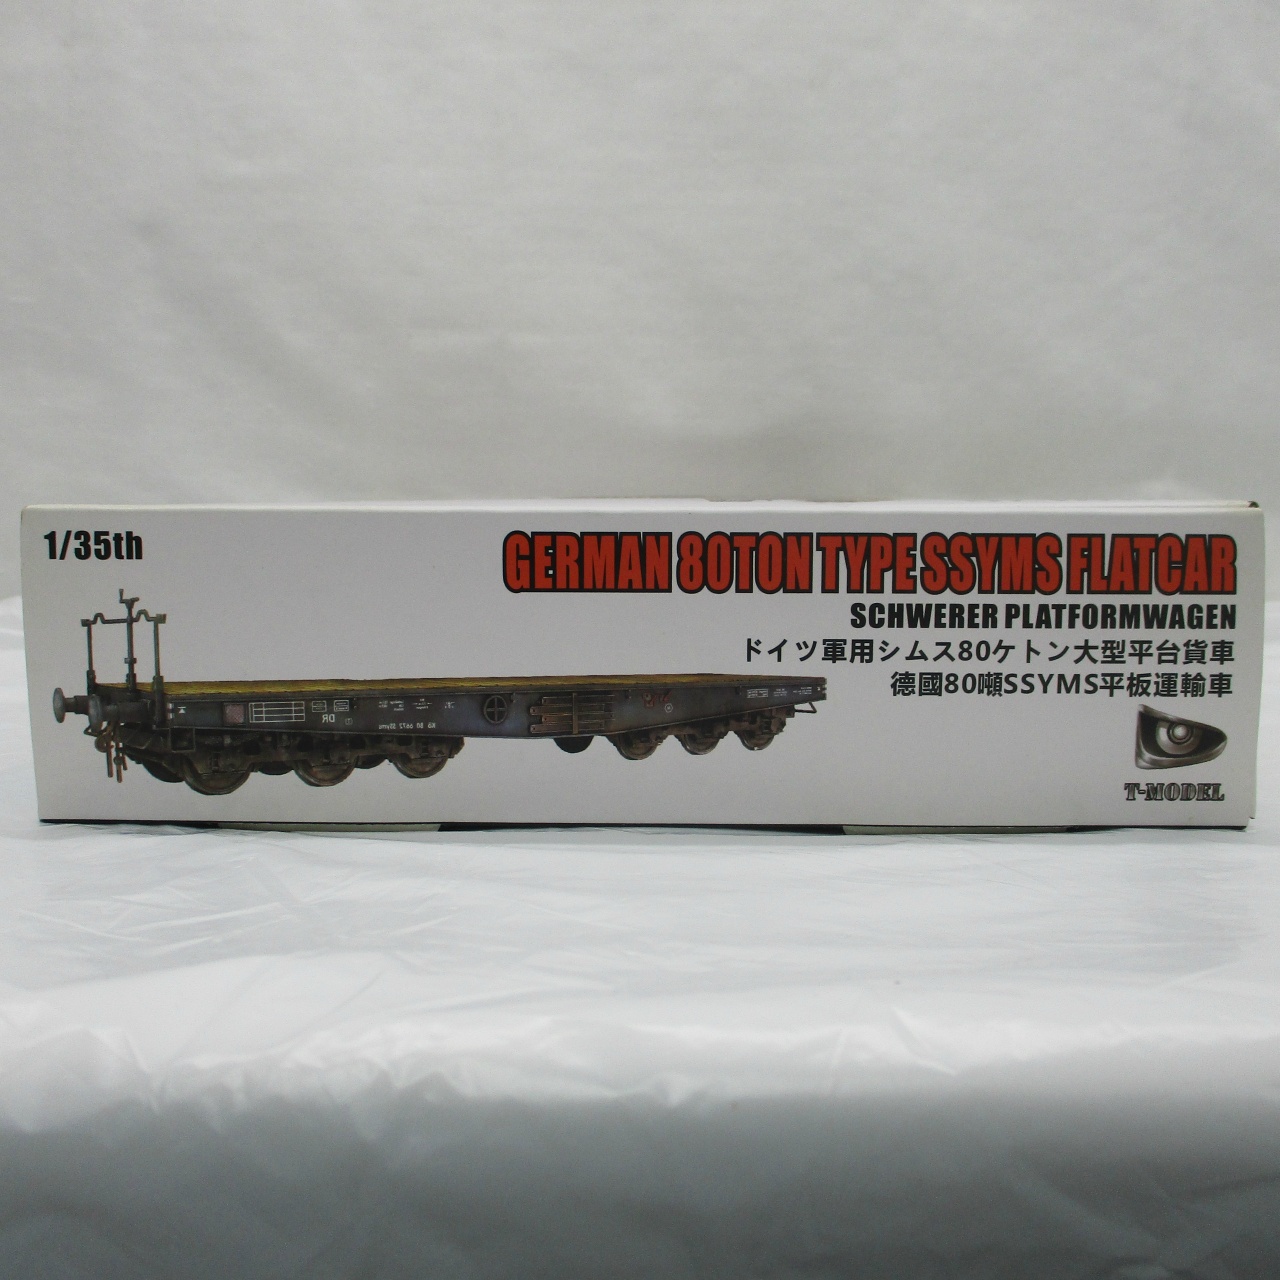 1/35th
GERMAN 80TON TYPE SSYMS FLATCAR
SCHWERER PLATFORMWAGEN
ドイツ軍用シムス80ケトン大型平台貨車
德國80噸SSYMS平板運輸車
DR
T-MODEL